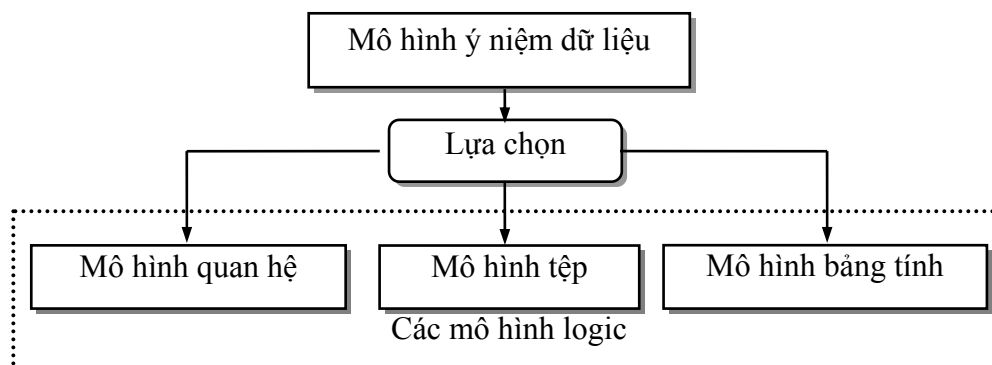 Mô hình ý niệm dữ liệu
Lựa chọn
Mô hình quan hệ
Mô hình tệp
Mô hình bảng tính
Các mô hình logic